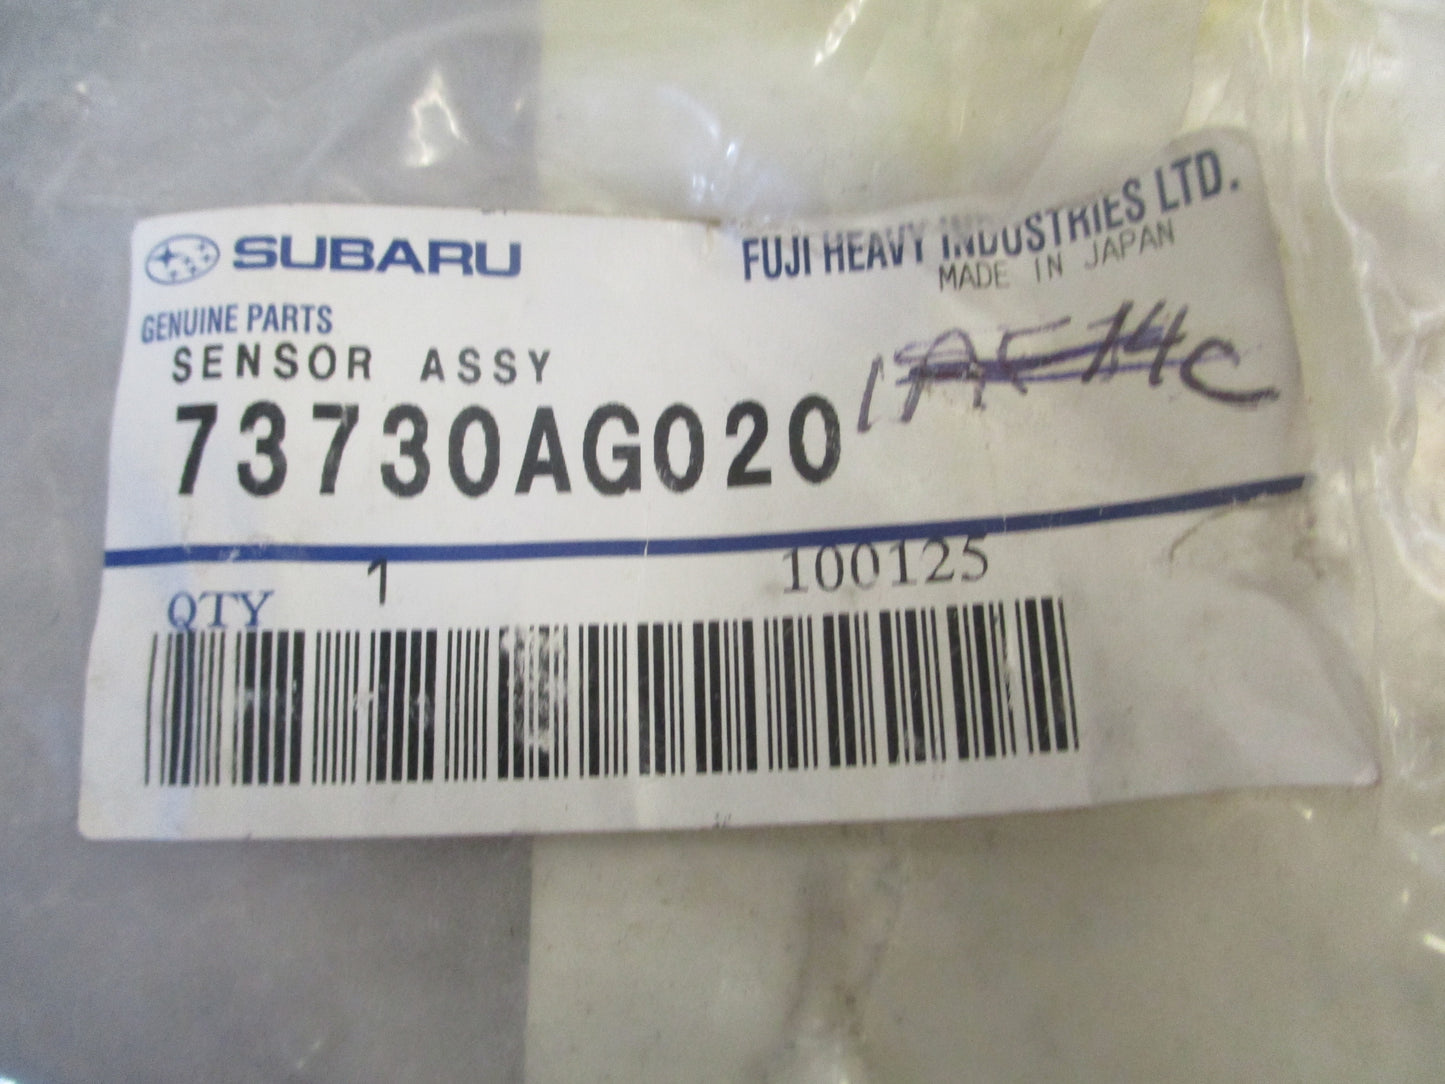 SUBARU
FUJI HEAVY INDUSTRIES LTD.
MADE IN JAPAN
GENUINE PARTS
SENSOR ASSY
73730AG020
QTY 1 100125